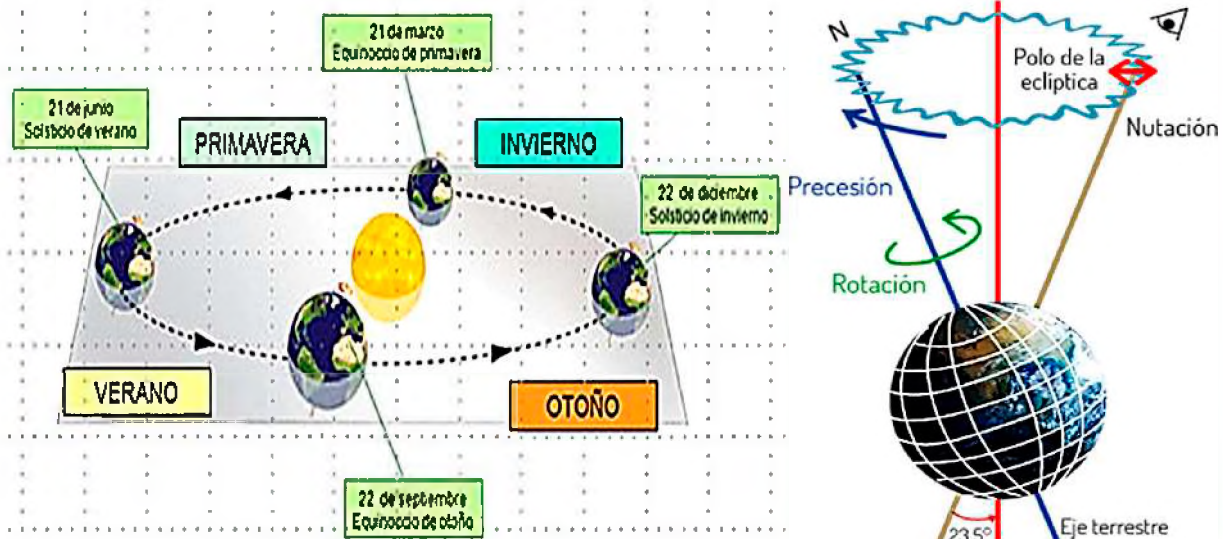 21 de marzo
Equinoccio de primavera
21 de junio
Solsticio de verano
PRIMAVERA
INVIERNO
22 de diciembre
Solsticio de invierno
VERANO
OTOÑO
22 de septiembre
Equinoccio de otoño
N
Polo de la
eclíptica
Nutación
Precesión
Rotación
23.5°
Eje terrestre